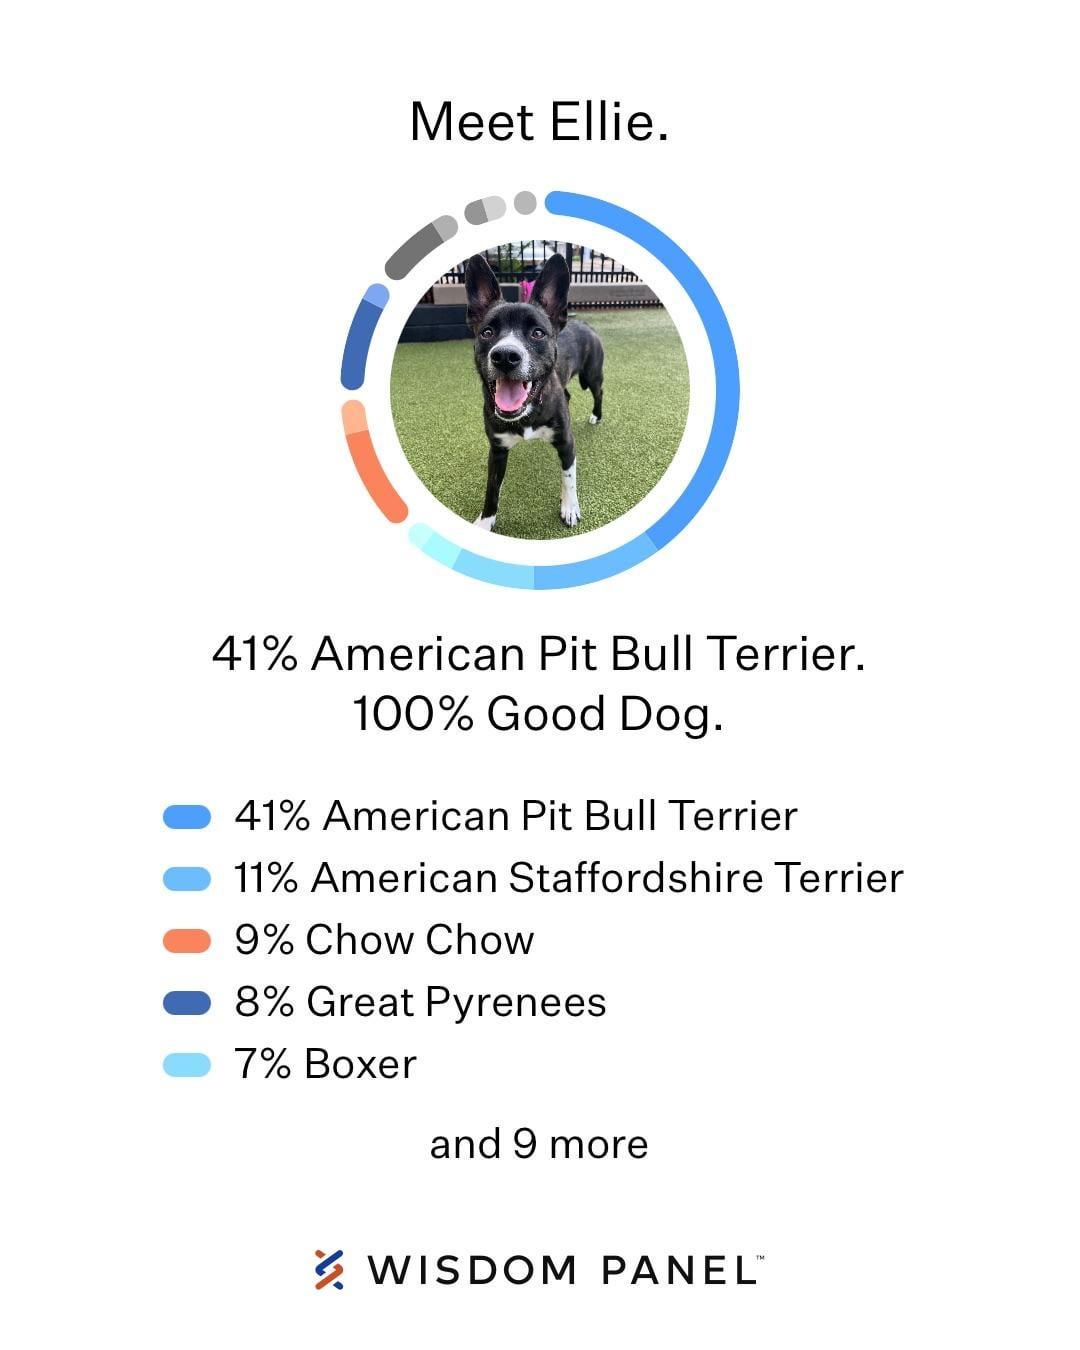 Meet Ellie.
41% American Pit Bull Terrier.
100% Good Dog.
41% American Pit Bull Terrier
11% American Staffordshire Terrier
9% Chow Chow
8% Great Pyrenees
7% Boxer
and 9 more
WISDOM PANEL™